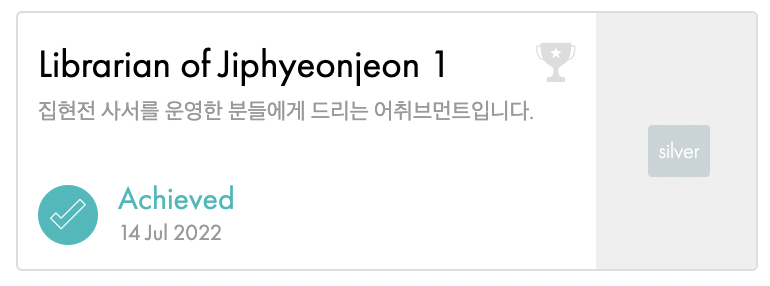 Librarian of Jiphyeonjeon 1
집현전 사서를 운영한 분들에게 드리는 어취브먼트입니다.
silver
Achieved
14 Jul 2022